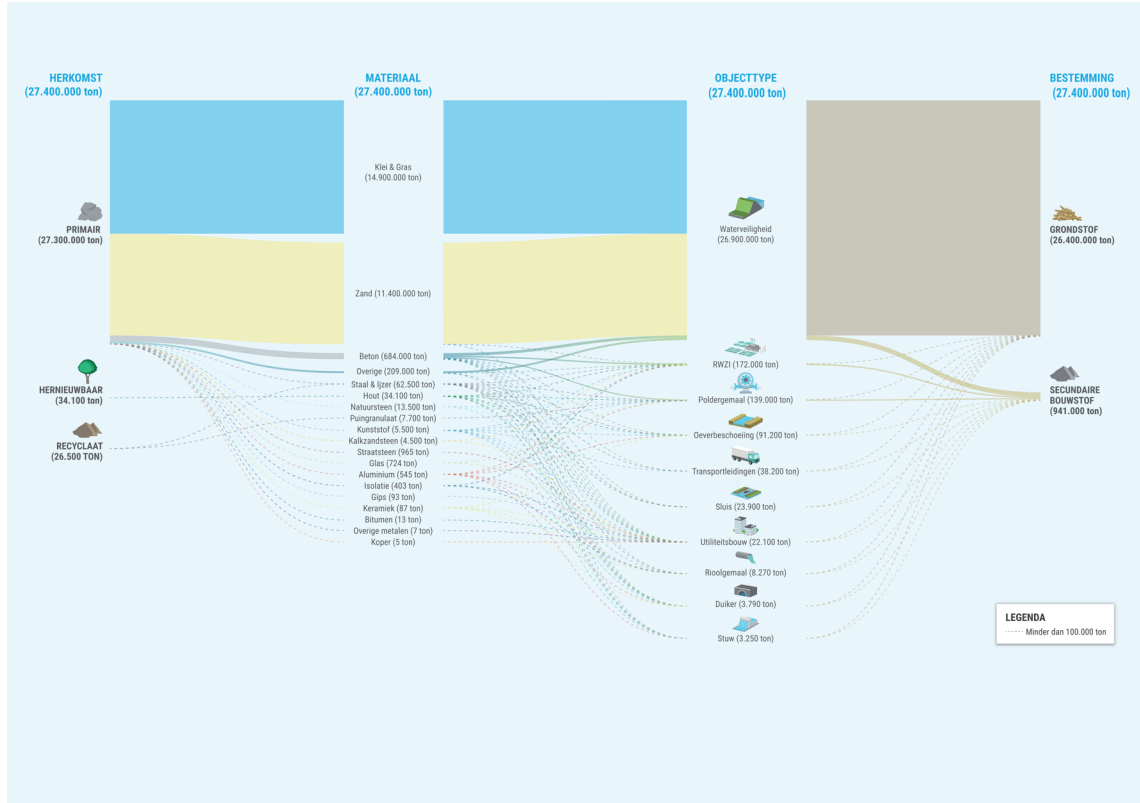 HERKOMST
(27.400.000 ton)
MATERIAAL
(27.400.000 ton)
OBJECTTYPE
(27.400.000 ton)
BESTEMMING
(27.400.000 ton)
PRIMAIR
(27.300.000 ton)
HERNIEUWBAAR
(34.100 ton)
RECYCLAAT
(26.500 TON)
Klei & Gras
(14.900.000 ton)
Zand (11.400.000 ton)
Beton (684.000 ton)
Overige (209.000 ton)
Staal & Ijzer (62.500 ton)
Hout (34.100 ton)
Natuursteen (13.500 ton)
Puingranulaat (7.700 ton)
Kunststof (5.500 ton)
Kalkzandsteen (4.500 ton)
Straatsteen (965 ton)
Glas (724 ton)
Aluminium (545 ton)
Isolatie (403 ton)
Gips (93 ton)
Keramiek (87 ton)
Bitumen (13 ton)
Overige metalen (7 ton)
Koper (5 ton)
Waterveiligheid
(26.900.000 ton)
RWZI (172.000 ton)
Poldergemaal (139.000 ton)
Oeverbeschoeiing (91.200 ton)
Transportleidingen (38.200 ton)
Sluis (23.900 ton)
Utiliteitsbouw (22.100 ton)
Rioolgemaal (8.270 ton)
Duiker (3.790 ton)
Stuw (3.250 ton)
GRONDSTOF
(26.400.000 ton)
SECUNDAIRE
BOUWSTOF
(941.000 ton)
LEGENDA
Minder dan 100.000 ton